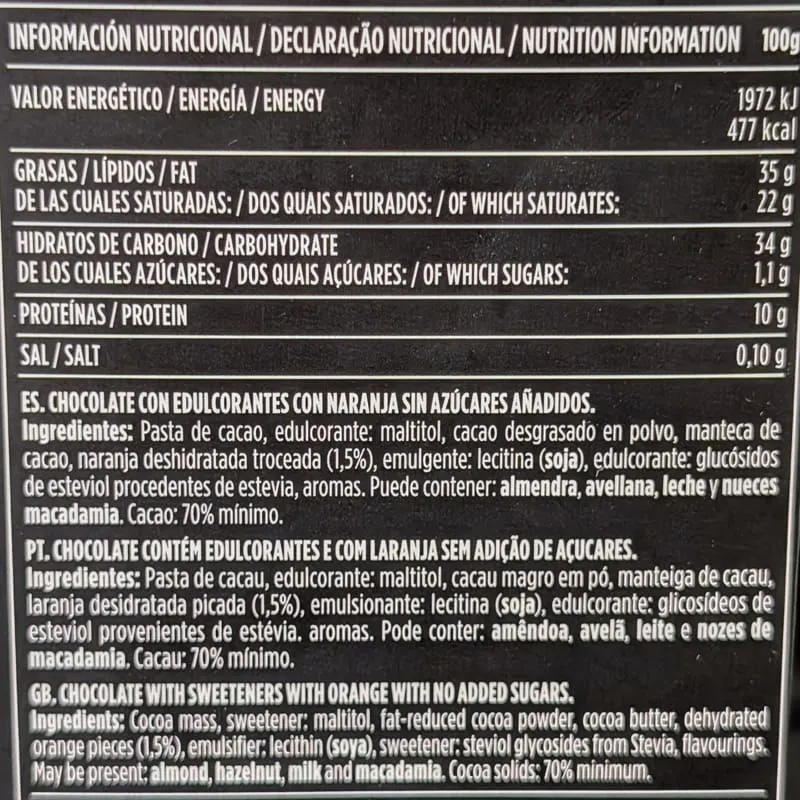 INFORMACIÓN NUTRICIONAL / DECLARAÇÃO NUTRICIONAL / NUTRITION INFORMATION 100g
VALOR ENERGÉTICO / ENERGÍA / ENERGY 1972 kJ
477 kcal
GRASAS / LÍPIDOS / FAT 35 g
DE LAS CUALES SATURADAS: / DOS QUAIS SATURADOS: / OF WHICH SATURATES: 22 g
HIDRATOS DE CARBONO / CARBOHYDRATE 34 g
DE LOS CUALES AZÚCARES: / DOS QUAIS AÇÚCARES: / OF WHICH SUGARS: 1,1 g
PROTEÍNAS / PROTEIN 10 g
SAL / SALT 0,10 g
ES. CHOCOLATE CON EDULCORANTES CON NARANJA SIN AZÚCARES AÑADIDOS.
Ingredientes: Pasta de cacao, edulcorante: maltitol, cacao desgrasado en polvo, manteca de
cacao, naranja deshidratada troceada (1,5%), emulgente: lecitina (soja), edulcorante: glucósidos
de esteviol procedentes de estevia, aromas. Puede contener: almendra, avellana, leche y nueces
macadamia. Cacao: 70% mínimo.
PT. CHOCOLATE CONTÉM EDULCORANTES E COM LARANJA SEM ADIÇÃO DE AÇUCARES.
Ingredientes: Pasta de cacau, edulcorante: maltitol, cacau magro em pó, manteiga de cacau,
laranja desidratada picada (1,5%), emulsionante: lecitina (soja), edulcorante: glicosídeos de
esteviol provenientes de estévia. aromas. Pode conter: amêndoa, avelã, leite e nozes de
macadamia. Cacau: 70% mínimo.
GB. CHOCOLATE WITH SWEETENERS WITH ORANGE WITH NO ADDED SUGARS.
Ingredients: Cocoa mass, sweetener: maltitol, fat-reduced cocoa powder, cocoa butter, dehydrated
orange pieces (1,5%), emulsifier: lecithin (soya), sweetener: steviol glycosides from Stevia, flavourings.
May be present: almond, hazelnut, milk and macadamia. Cocoa solids: 70% minimum.